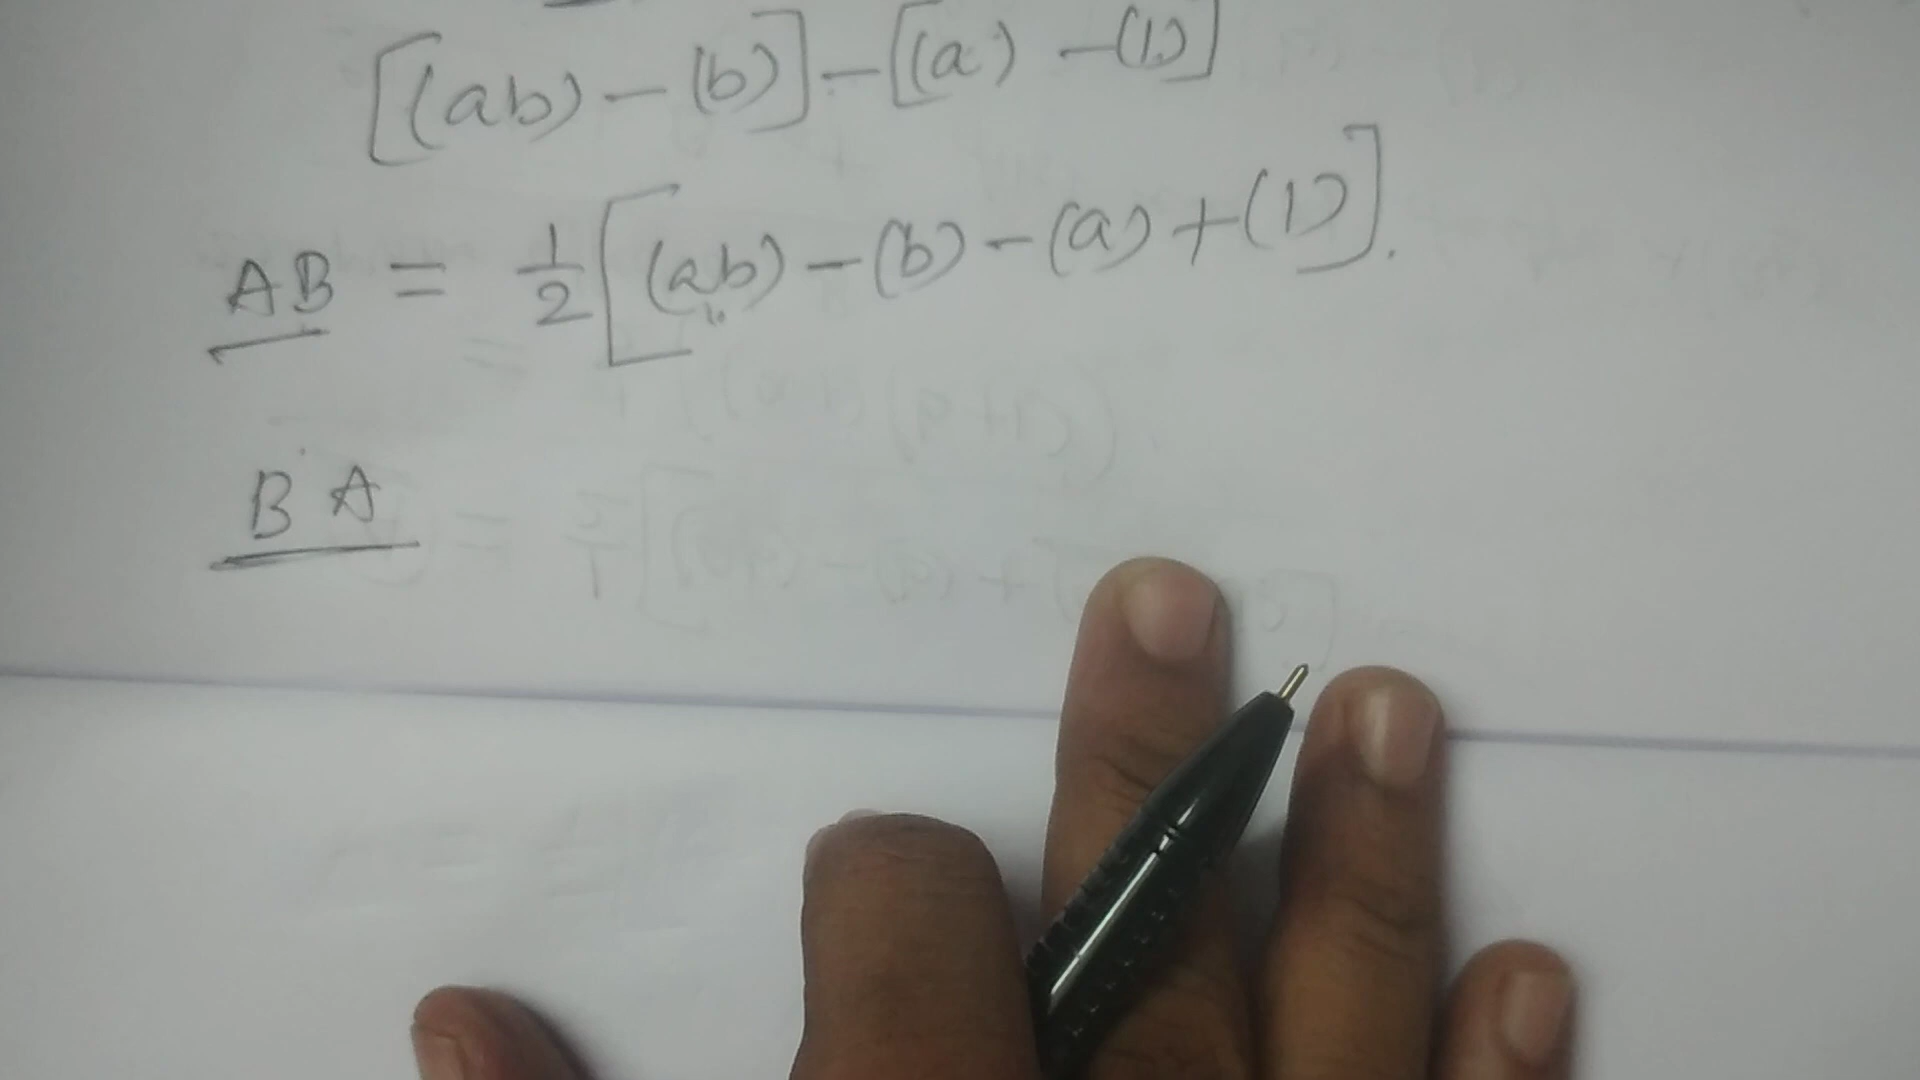 [(ab) - (b)] - [(a) - (1)]
AB = 1/2 [(ab) - (b) - (a) + (1)].
BA